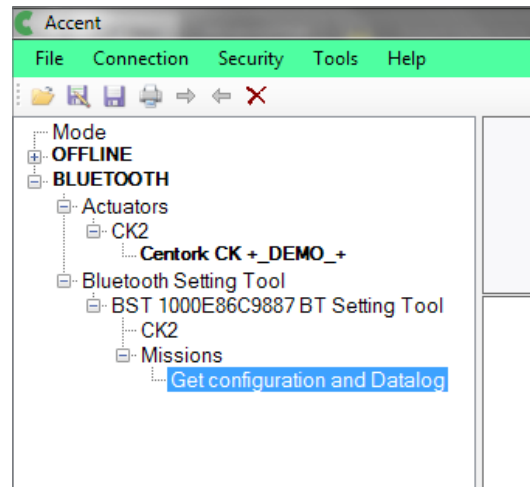 Accent
File Connection Security Tools Help
Mode
OFFLINE
BLUETOOTH
Actuators
CK2
Centork CK +_DEMO_+
Bluetooth Setting Tool
BST 1000E86C9887 BT Setting Tool
CK2
Missions
Get configuration and Datalog